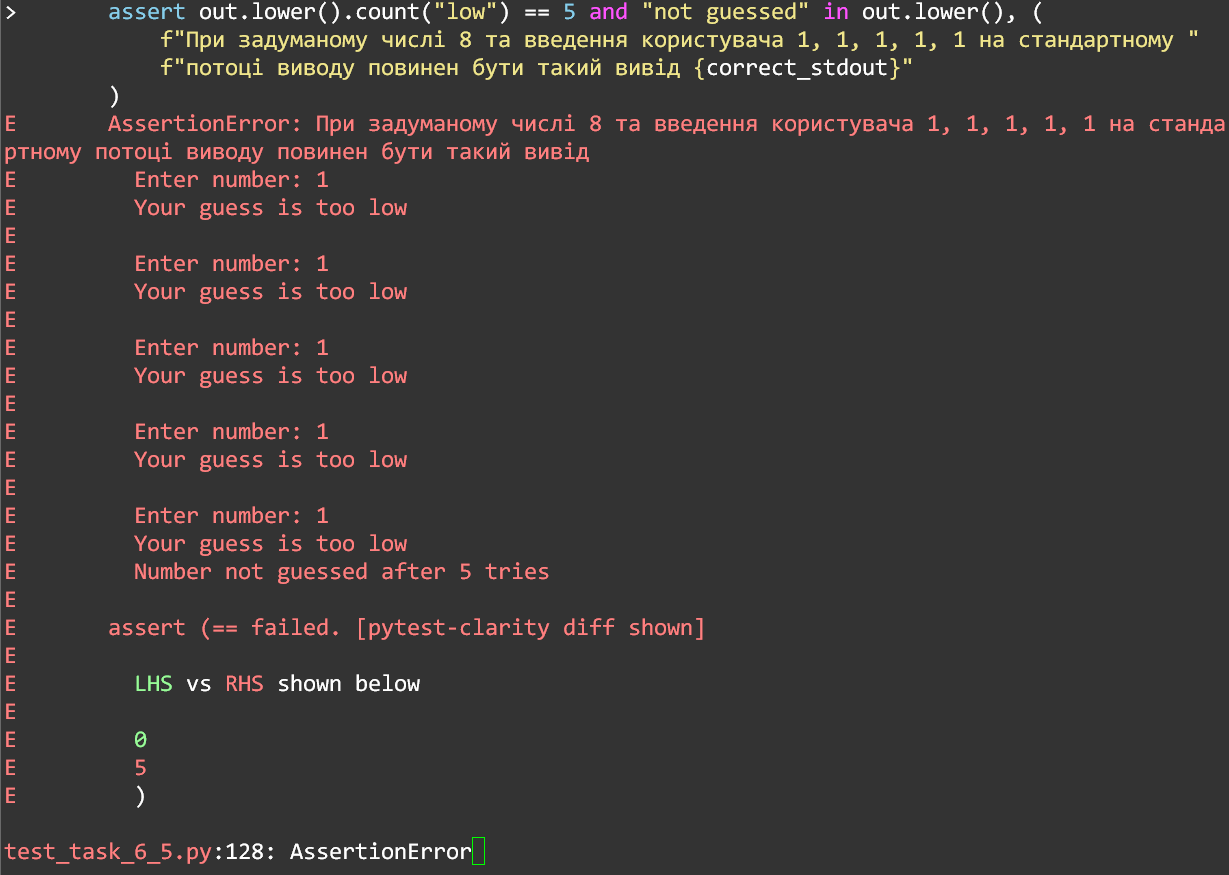 >       assert out.lower().count("low") == 5 and "not guessed" in out.lower(), (
            f"При задуманому числі 8 та введення користувача 1, 1, 1, 1, 1 на стандартному "
            f"потоці виводу повинен бути такий вивід {correct_stdout}"
        )
E       AssertionError: При задуманому числі 8 та введення користувача 1, 1, 1, 1, 1 на станда
ртному потоці виводу повинен бути такий вивід
E         Enter number: 1
E         Your guess is too low
E
E         Enter number: 1
E         Your guess is too low
E
E         Enter number: 1
E         Your guess is too low
E
E         Enter number: 1
E         Your guess is too low
E
E         Enter number: 1
E         Your guess is too low
E         Number not guessed after 5 tries
E
E       assert (== failed. [pytest-clarity diff shown]
E
E         LHS vs RHS shown below
E
E         0
E         5
E         )

test_task_6_5.py:128: AssertionError